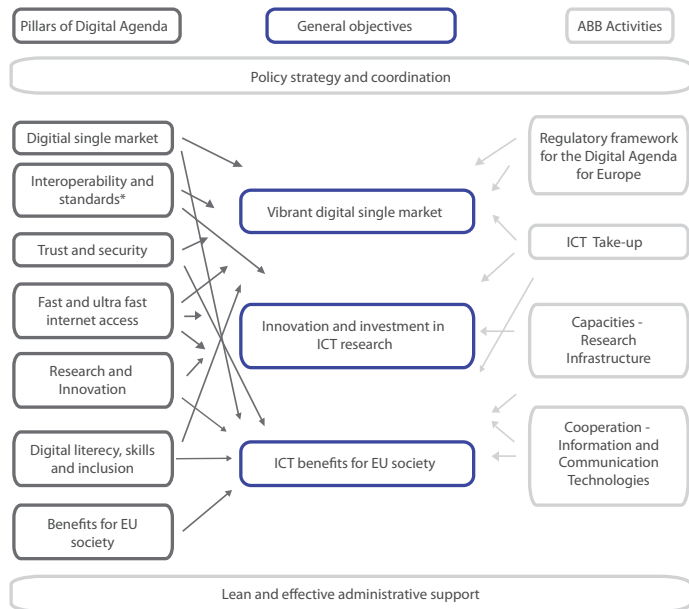 Pillars of Digital Agenda
General objectives
ABB Activities
Policy strategy and coordination
Digitial single market
Interoperability and
standards*
Trust and security
Fast and ultra fast
internet access
Research and
Innovation
Digital literecy, skills
and inclusion
Benefits for EU
society
Vibrant digital single market
Innovation and investment in
ICT research
ICT benefits for EU society
Regulatory framework
for the Digital Agenda
for Europe
ICT Take-up
Capacities -
Research
Infrastructure
Cooperation -
Information and
Communication
Technologies
Lean and effective administrative support